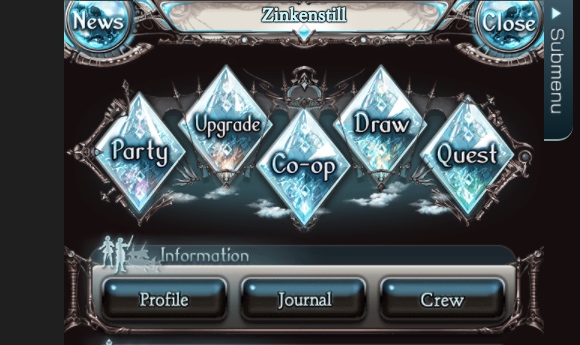 News
Zinkenstill
Close
Submenu
Party
Upgrade
Co-op
Draw
Quest
Information
Profile
Journal
Crew